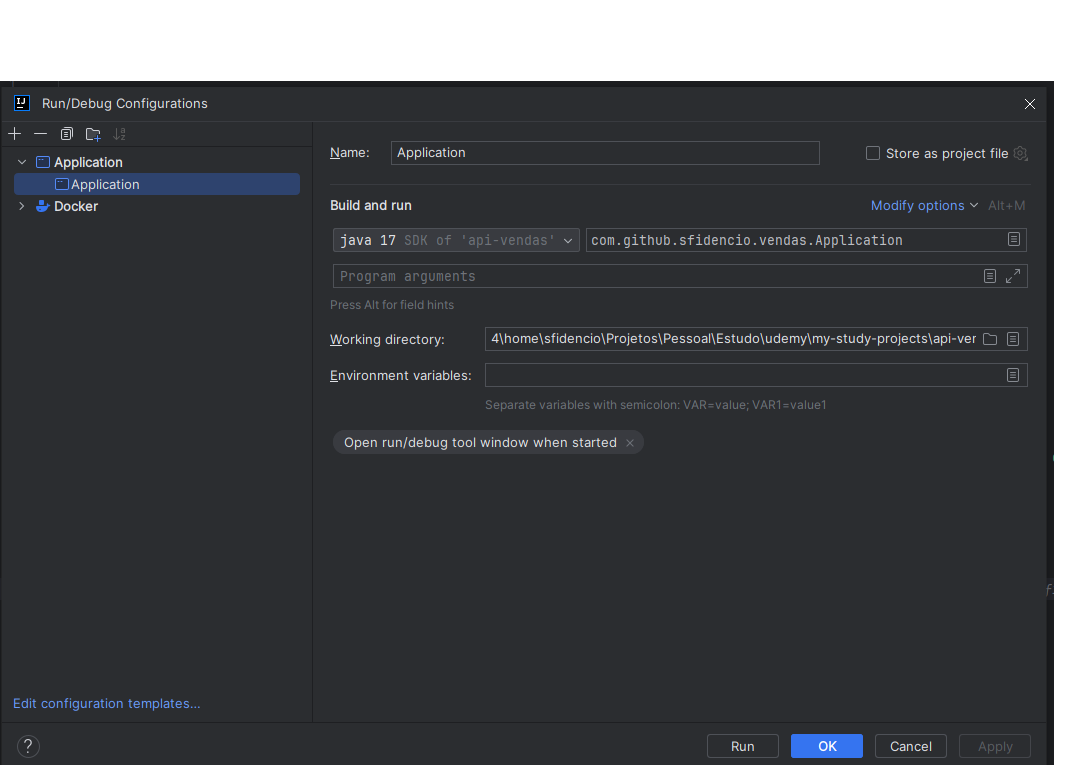 Run/Debug Configurations
Application
Application
Docker
Name: Application Store as project file
Build and run Modify options Alt+M
java 17 SDK of 'api-vendas' com.github.sfidencio.vendas.Application
Program arguments
Press Alt for field hints
Working directory: 4\home\sfidencio\Projetos\Pessoal\Estudo\udemy\my-study-projects\api-ver
Environment variables:
Separate variables with semicolon: VAR=value; VAR1=value1
Open run/debug tool window when started
Edit configuration templates...
? Run OK Cancel Apply